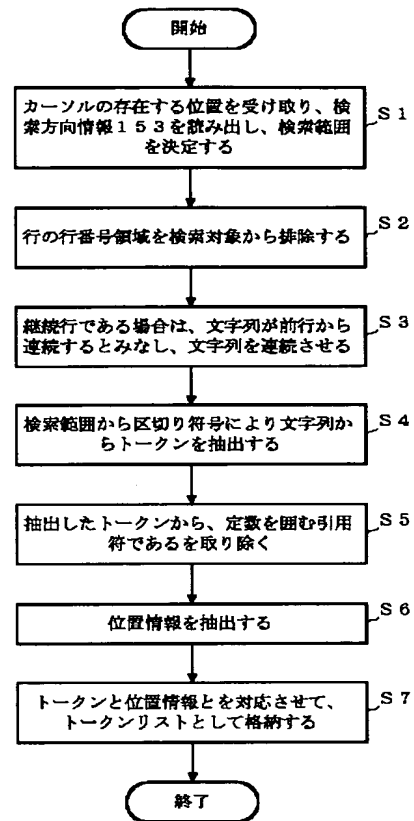 開始
カーソルの存在する位置を受け取り、検
索方向情報１５３を読み出し、検索範囲
を決定する
Ｓ１
行の行番号領域を検索対象から排除する
Ｓ２
継続行である場合は、文字列が前行から
連続するとみなし、文字列を連続させる
Ｓ３
検索範囲から区切り符号により文字列か
らトークンを抽出する
Ｓ４
抽出したトークンから、定数を囲む引用
符であるを取り除く
Ｓ５
位置情報を抽出する
Ｓ６
トークンと位置情報とを対応させて、
トークンリストとして格納する
Ｓ７
終了